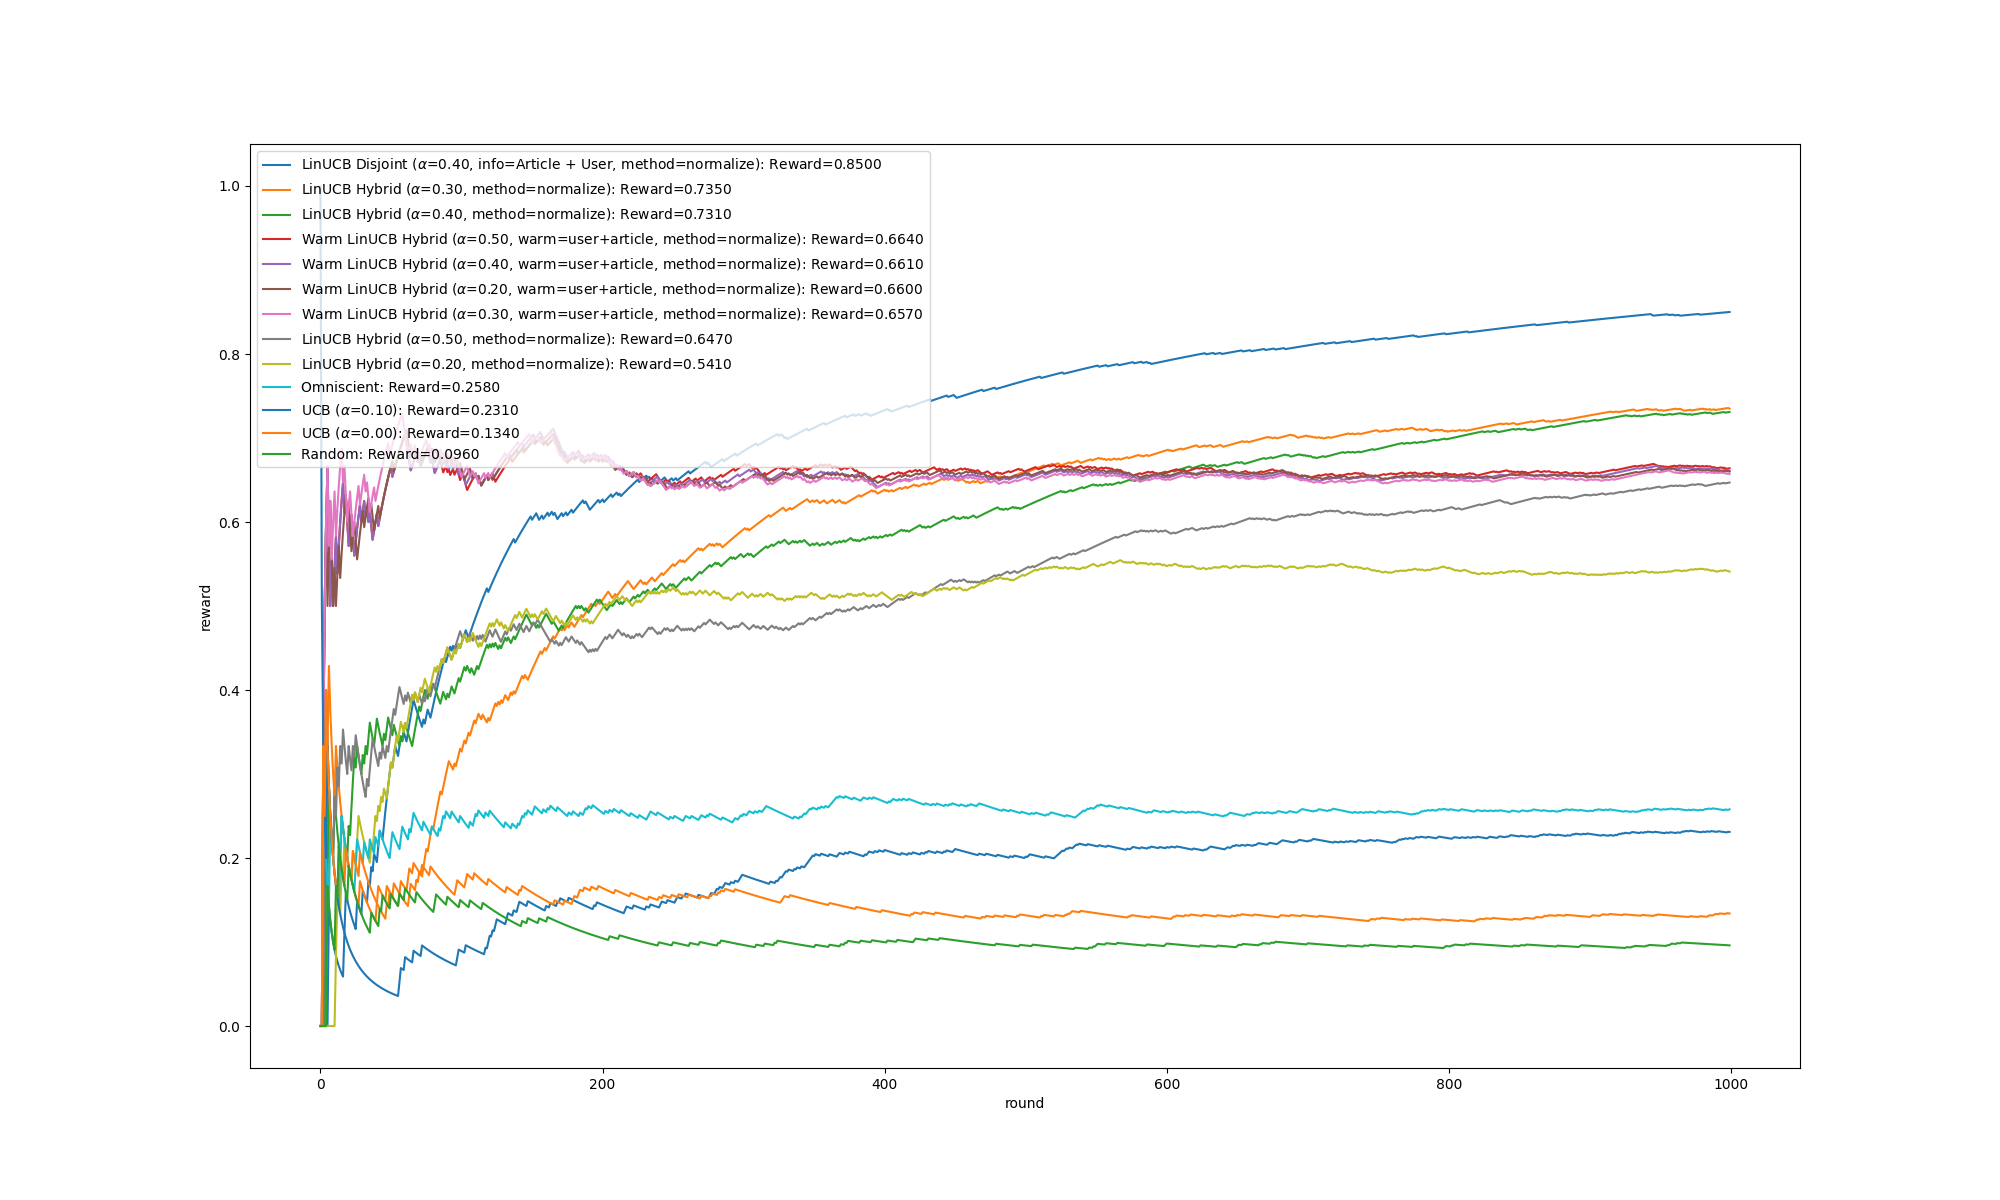 LinUCB Disjoint (α=0.40, info=Article + User, method=normalize): Reward=0.8500
LinUCB Hybrid (α=0.30, method=normalize): Reward=0.7350
LinUCB Hybrid (α=0.40, method=normalize): Reward=0.7310
Warm LinUCB Hybrid (α=0.50, warm=user+article, method=normalize): Reward=0.6640
Warm LinUCB Hybrid (α=0.40, warm=user+article, method=normalize): Reward=0.6610
Warm LinUCB Hybrid (α=0.20, warm=user+article, method=normalize): Reward=0.6600
Warm LinUCB Hybrid (α=0.30, warm=user+article, method=normalize): Reward=0.6570
LinUCB Hybrid (α=0.50, method=normalize): Reward=0.6470
LinUCB Hybrid (α=0.20, method=normalize): Reward=0.5410
Omniscient: Reward=0.2580
UCB (α=0.10): Reward=0.2310
UCB (α=0.00): Reward=0.1340
Random: Reward=0.0960
1.0
0.8
0.6
0.4
0.2
0.0
reward
0 200 400 600 800 1000
round